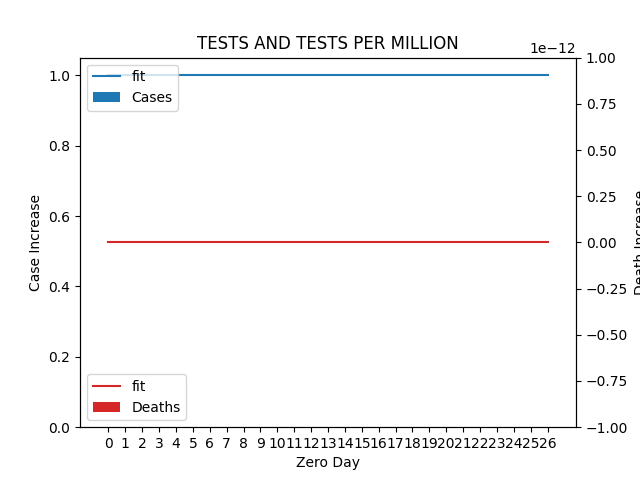 TESTS AND TESTS PER MILLION
1e−12
fit
Cases
fit
Deaths
Case Increase
1.0
0.8
0.6
0.4
0.2
0.0
1.00
0.75
0.50
0.25
0.00
−0.25
−0.50
−0.75
−1.00
Death Increase
0 1 2 3 4 5 6 7 8 9 10 11 12 13 14 15 16 17 18 19 20 21 22 23 24 25 26
Zero Day